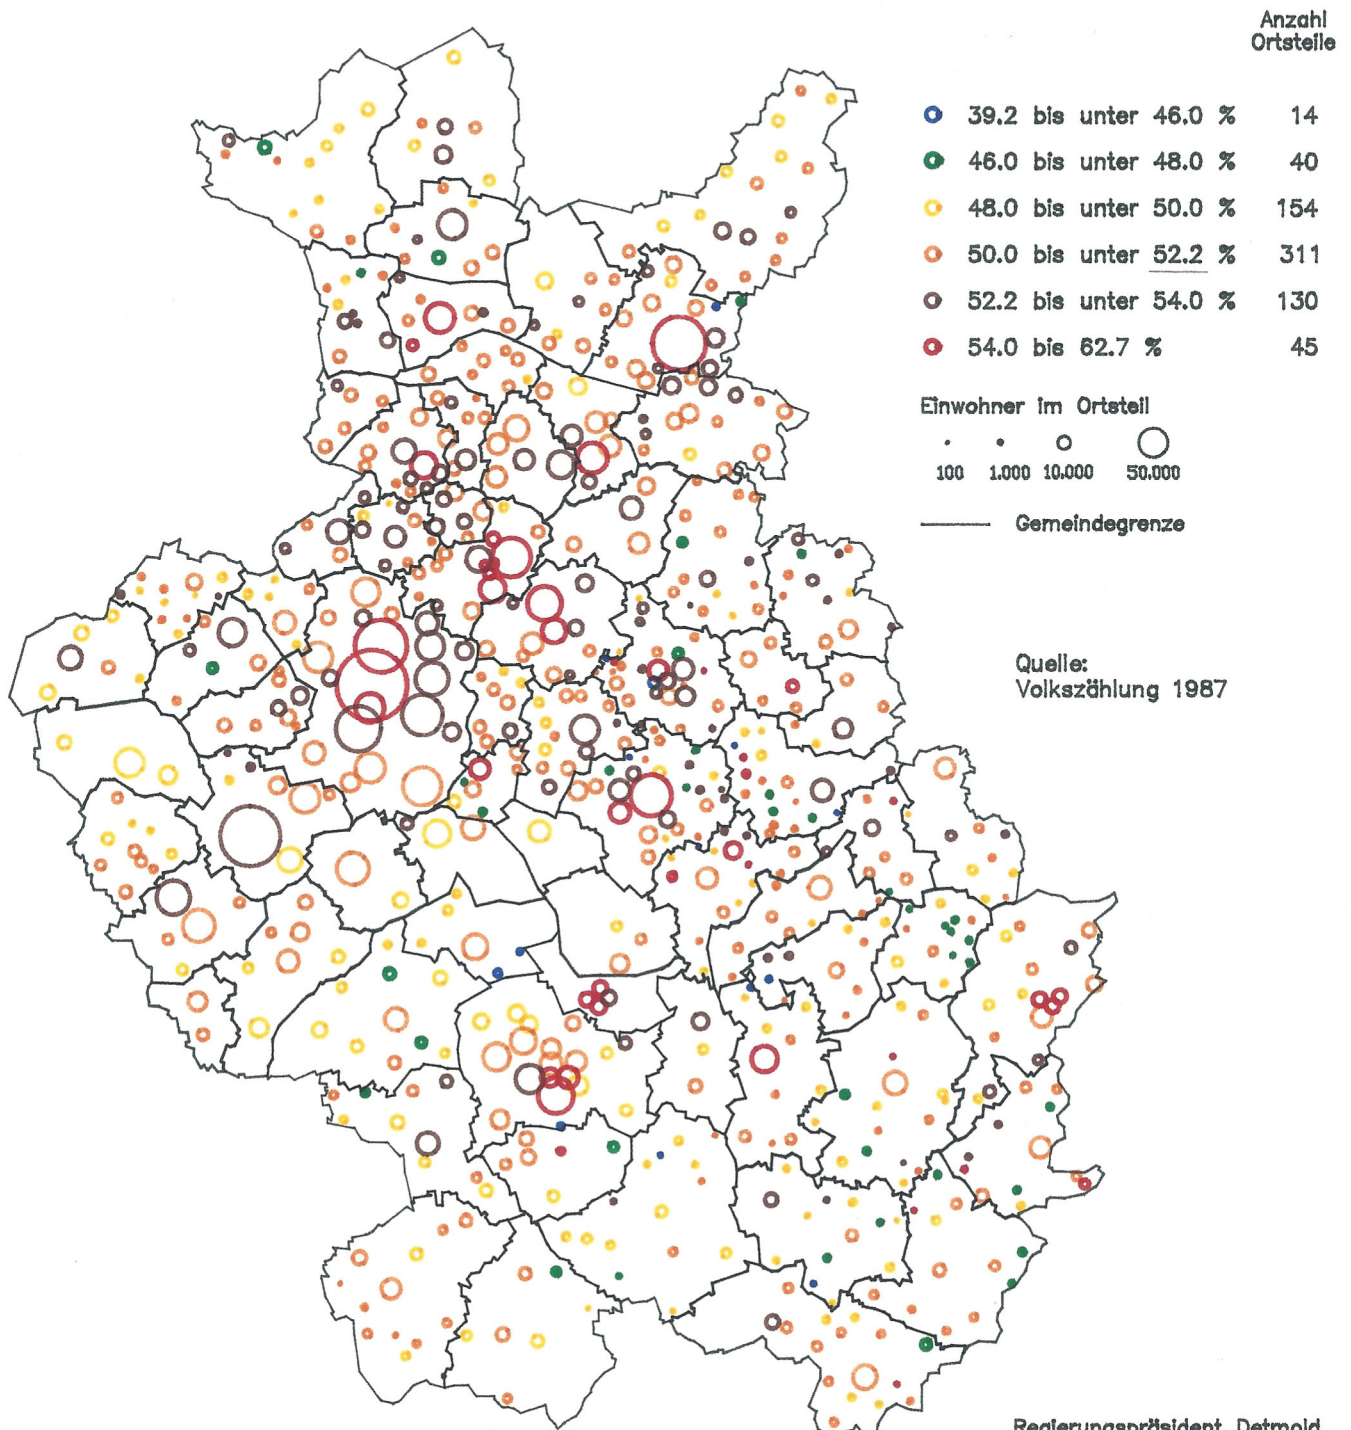 Anzahl
Ortsteile
39.2 bis unter 46.0 % 14
46.0 bis unter 48.0 % 40
48.0 bis unter 50.0 % 154
50.0 bis unter 52.2 % 311
52.2 bis unter 54.0 % 130
54.0 bis 62.7 % 45
Einwohner im Ortsteil
100 1.000 10.000 50.000
Gemeindegrenze
Quelle:
Volkszählung 1987
Regierungspräsident Detmold